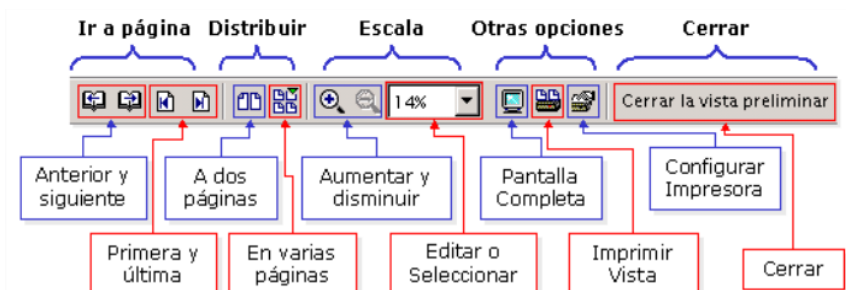 Ir a página Distribuir Escala Otras opciones Cerrar
14% Cerrar la vista preliminar
Anterior y
siguiente
A dos
páginas
Aumentar y
disminuir
Pantalla
Completa
Configurar
Impresora
Primera y
última
En varias
páginas
Editar o
Seleccionar
Imprimir
Vista
Cerrar